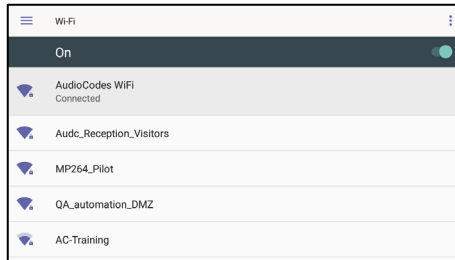 Wi-Fi
On
AudioCodes WiFi
Connected
Audc_Reception_Visitors
MP264_Pilot
QA_automation_DMZ
AC-Training